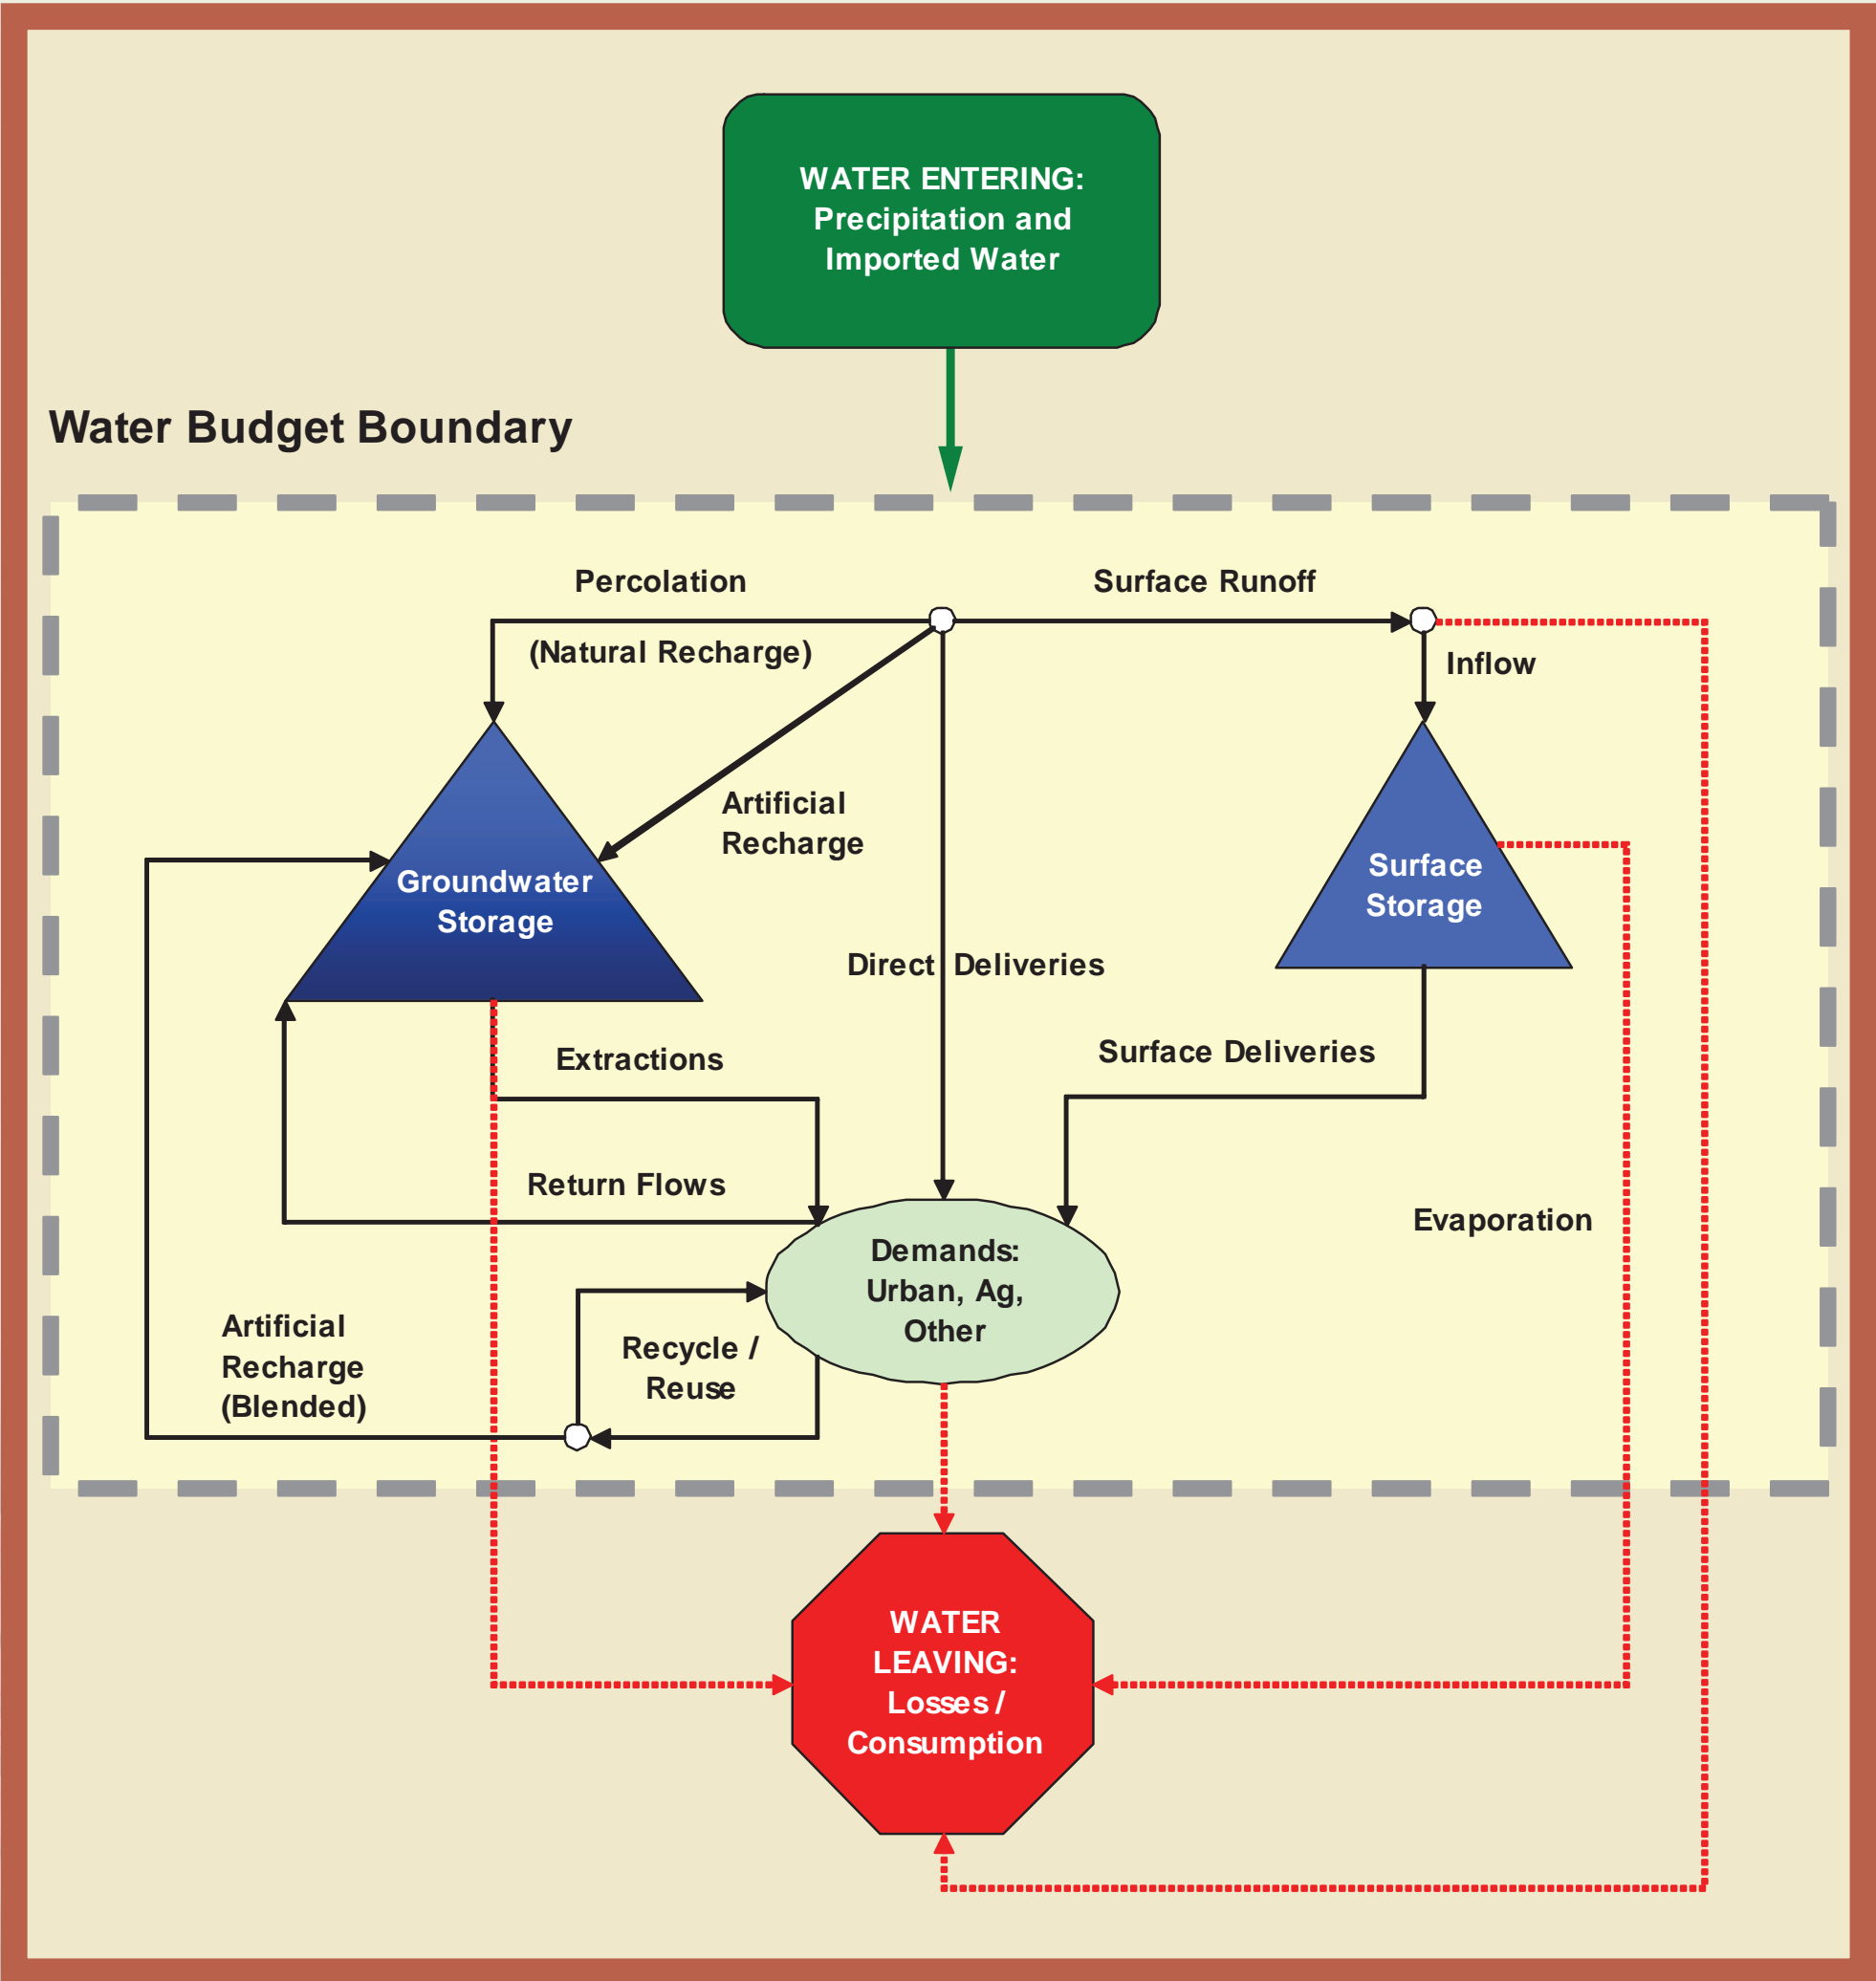 WATER ENTERING:
Precipitation and
Imported Water
Water Budget Boundary
Percolation
(Natural Recharge)
Surface Runoff
Inflow
Artificial
Recharge
Groundwater
Storage
Surface
Storage
Direct Deliveries
Extractions
Surface Deliveries
Return Flows
Evaporation
Demands:
Urban, Ag,
Other
Artificial
Recharge
(Blended)
Recycle /
Reuse
WATER
LEAVING:
Losses /
Consumption